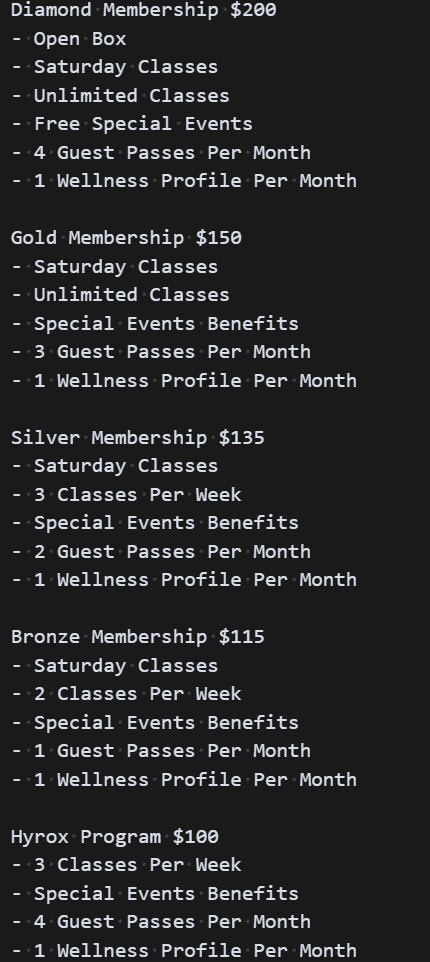 Diamond Membership $200
- Open Box
- Saturday Classes
- Unlimited Classes
- Free Special Events
- 4 Guest Passes Per Month
- 1 Wellness Profile Per Month

Gold Membership $150
- Saturday Classes
- Unlimited Classes
- Special Events Benefits
- 3 Guest Passes Per Month
- 1 Wellness Profile Per Month

Silver Membership $135
- Saturday Classes
- 3 Classes Per Week
- Special Events Benefits
- 2 Guest Passes Per Month
- 1 Wellness Profile Per Month

Bronze Membership $115
- Saturday Classes
- 2 Classes Per Week
- Special Events Benefits
- 1 Guest Passes Per Month
- 1 Wellness Profile Per Month

Hyrox Program $100
- 3 Classes Per Week
- Special Events Benefits
- 4 Guest Passes Per Month
- 1 Wellness Profile Per Month